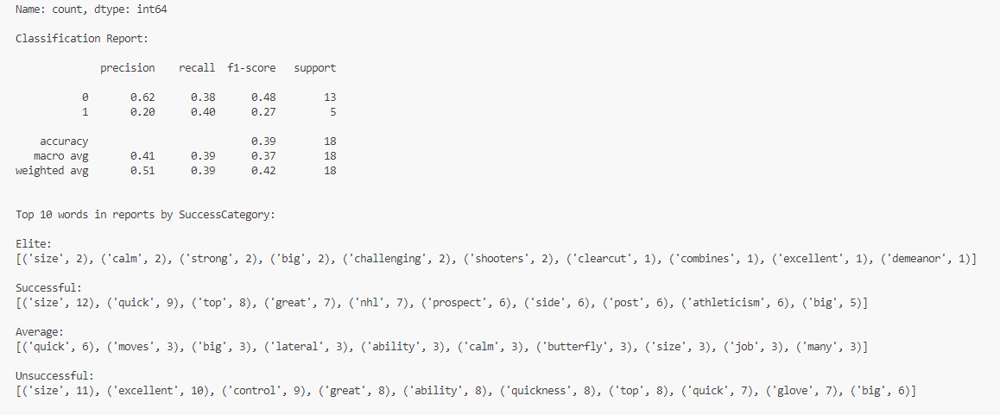 Name: count, dtype: int64
Classification Report:
precision recall f1-score support
0 0.62 0.38 0.48 13
1 0.20 0.40 0.27 5
accuracy 0.39 18
macro avg 0.41 0.39 0.37 18
weighted avg 0.51 0.39 0.42 18
Top 10 words in reports by SuccessCategory:
Elite:
[('size', 2), ('calm', 2), ('strong', 2), ('big', 2), ('challenging', 2), ('shooters', 2), ('clearcut', 1), ('combines', 1), ('excellent', 1), ('demeanor', 1)]
Successful:
[('size', 12), ('quick', 9), ('top', 8), ('great', 7), ('nhl', 7), ('prospect', 6), ('side', 6), ('post', 6), ('athleticism', 6), ('big', 5)]
Average:
[('quick', 6), ('moves', 3), ('big', 3), ('lateral', 3), ('ability', 3), ('calm', 3), ('butterfly', 3), ('size', 3), ('job', 3), ('many', 3)]
Unsuccessful:
[('size', 11), ('excellent', 10), ('control', 9), ('great', 8), ('ability', 8), ('quickness', 8), ('top', 8), ('quick', 7), ('glove', 7), ('big', 6)]